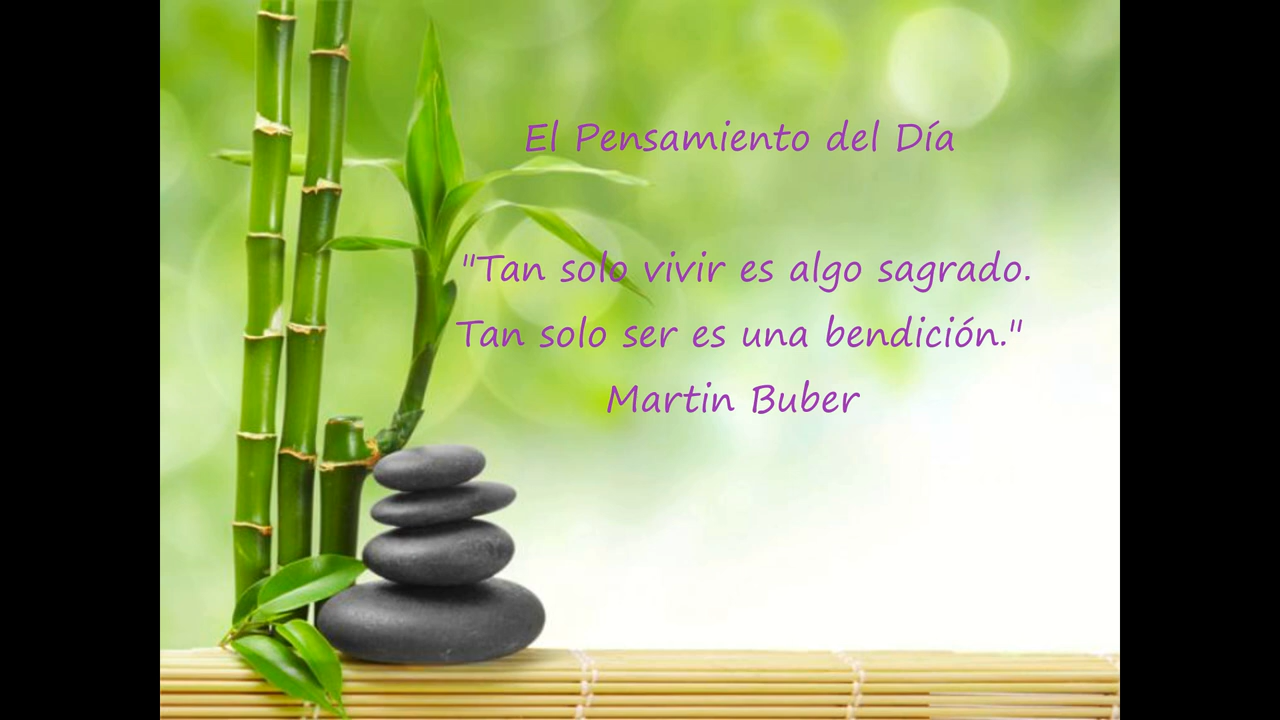 El Pensamiento del Día
"Tan solo vivir es algo sagrado.
Tan solo ser es una bendición."
Martin Buber